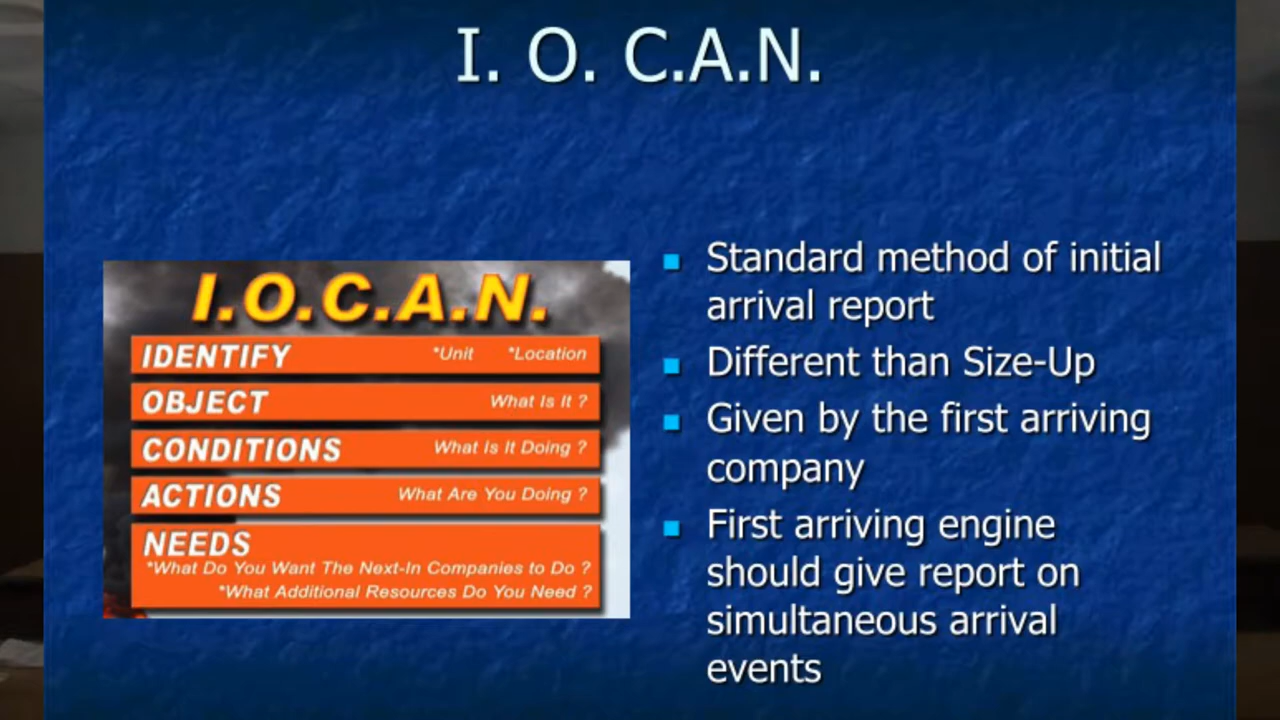 I. O. C.A.N.
I.O.C.A.N.
IDENTIFY *Unit *Location
OBJECT What Is It ?
CONDITIONS What Is It Doing ?
ACTIONS What Are You Doing ?
NEEDS
*What Do You Want The Next-In Companies to Do ?
*What Additional Resources Do You Need ?
Standard method of initial
arrival report
Different than Size-Up
Given by the first arriving
company
First arriving engine
should give report on
simultaneous arrival
events